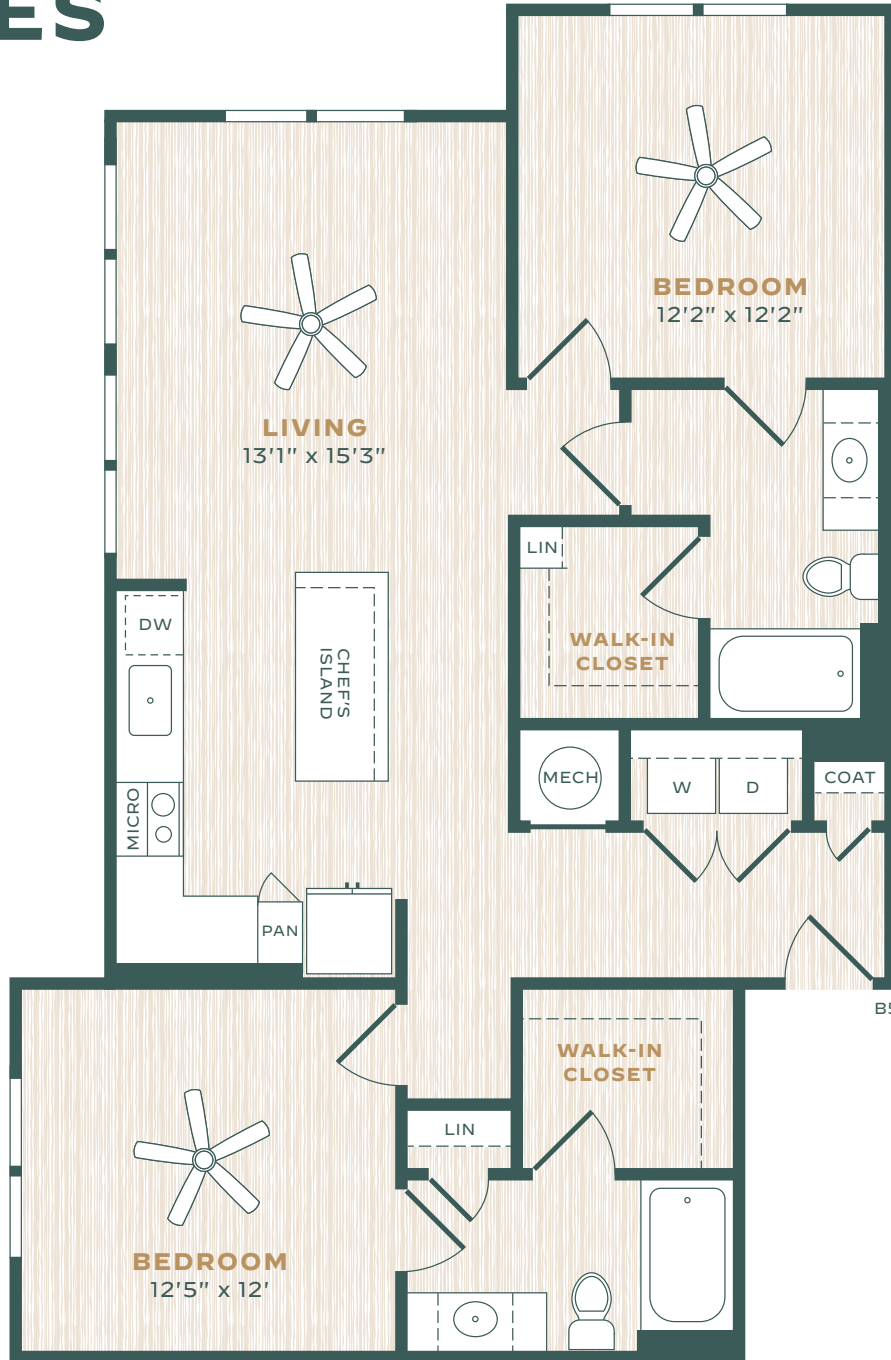 ES
BEDROOM
12'2" x 12'2"
LIVING
13'1" x 15'3"
LIN
WALK-IN
CLOSET
DW
CHEF'S
ISLAND
MECH
W
D
COAT
MICRO
PAN
B5
WALK-IN
CLOSET
LIN
BEDROOM
12'5" x 12'